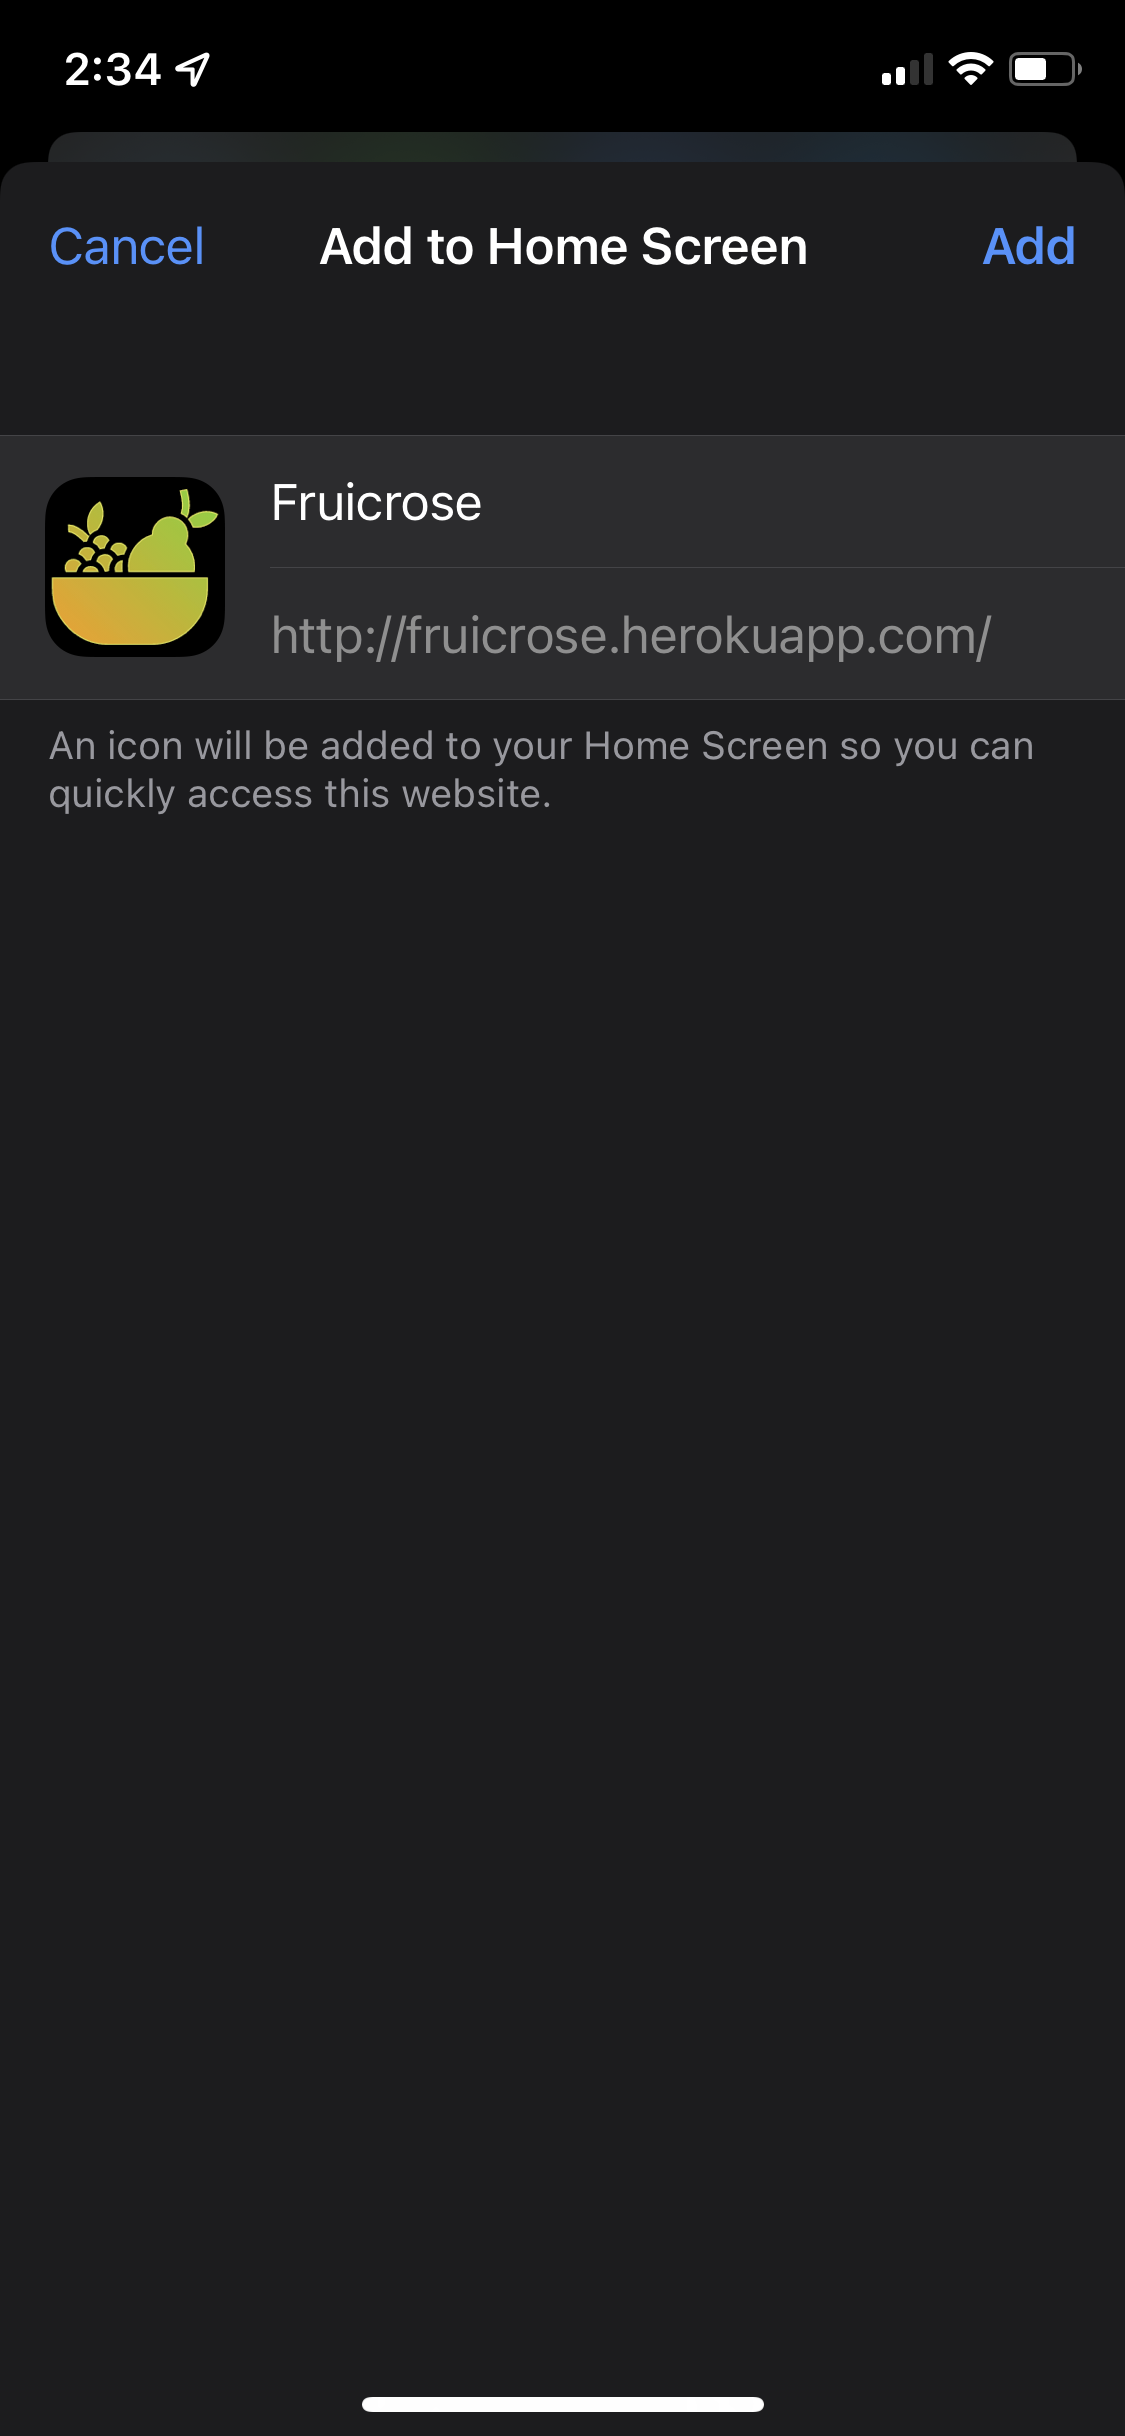 2:34
Cancel Add to Home Screen Add
Fruicrose
http://fruicrose.herokuapp.com/
An icon will be added to your Home Screen so you can
quickly access this website.